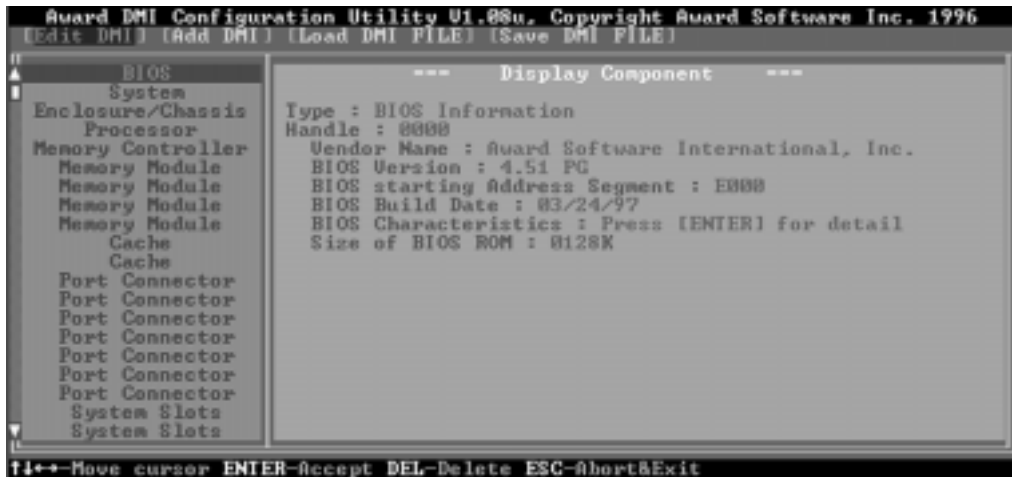 Award DMI Configuration Utility V1.08u, Copyright Award Software Inc. 1996
[Edit DMI] [Add DMI] [Load DMI FILE] [Save DMI FILE]
BIOS
System
Enclosure/Chassis
Processor
Memory Controller
Memory Module
Memory Module
Memory Module
Memory Module
Cache
Cache
Port Connector
Port Connector
Port Connector
Port Connector
Port Connector
Port Connector
Port Connector
System Slots
System Slots
--- Display Component ---
Type : BIOS Information
Handle : 0000
Vendor Name : Award Software International, Inc.
BIOS Version : 4.51 PG
BIOS starting Address Segment : E000
BIOS Build Date : 03/24/97
BIOS Characteristics : Press [ENTER] for detail
Size of BIOS ROM : 0128K
↑↓←→-Move cursor ENTER-Accept DEL-Delete ESC-Abort&Exit